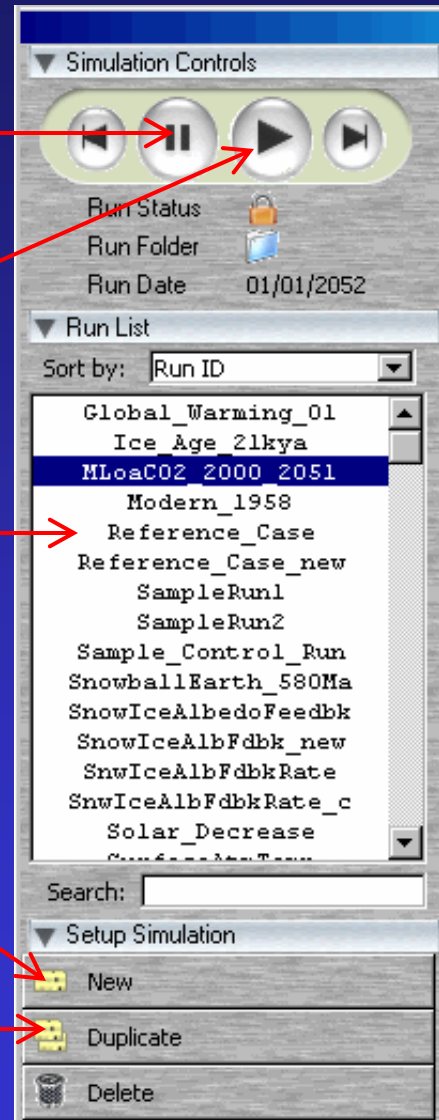 Simulation Controls
Run Status
Run Folder
Run Date 01/01/2052
Run List
Sort by: Run ID
Global_Warming_01
Ice_Age_21kya
MLoaCO2_2000_2051
Modern_1958
Reference_Case
Reference_Case_new
SampleRun1
SampleRun2
Sample_Control_Run
SnowballEarth_580Ma
SnowIceAlbedoFeedbk
SnowIceAlbFdbk_new
SnwIceAlbFdbkRate
SnwIceAlbFdbkRate_c
Solar_Decrease
Search:
Setup Simulation
New
Duplicate
Delete